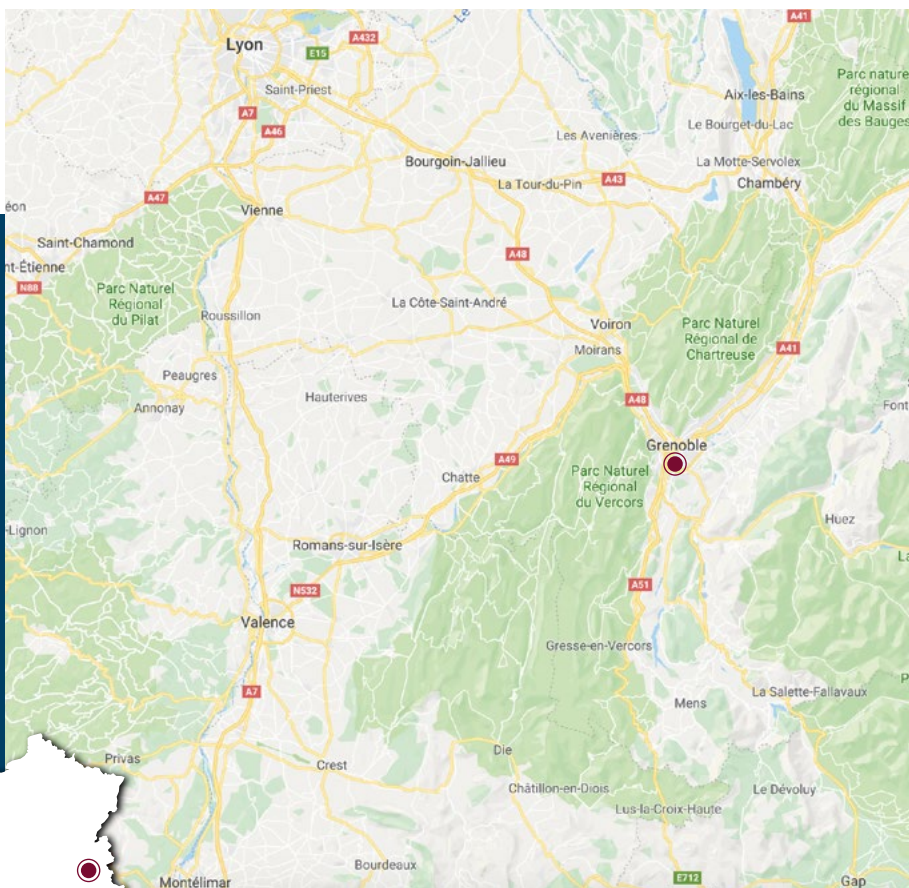 A41
Lyon
A432
E15
Parc nature
régional
du Massif
des Bauges
Saint-Priest
Aix-les-Bains
A7
A46
Le Bourget-du-Lac
Les Avenières
Bourgoin-Jallieu
La Motte-Servolex
La Tour-du-Pin
A43
Chambéry
A47
Vienne
Saint-Chamond
A48
nt-Étienne
N88
Parc Naturel
Régional
du Pilat
La Côte-Saint-André
Roussillon
Voiron
Parc Naturel
Régional de
Chartreuse
Moirans
A41
Peaugres
Hauterives
A48
Annonay
Font
Grenoble
A49
Chatte
Parc Naturel
Régional
du Vercors
Huez
-Lignon
Romans-sur-Isère
A51
N532
Valence
Gresse-en-Vercors
A7
La Salette-Fallavaux
Mens
Die
Privas
Crest
Châtillon-en-Diois
Le Dévoluy
Lus-la-Croix-Haute
Bourdeaux
E712
Montélimar
Gap